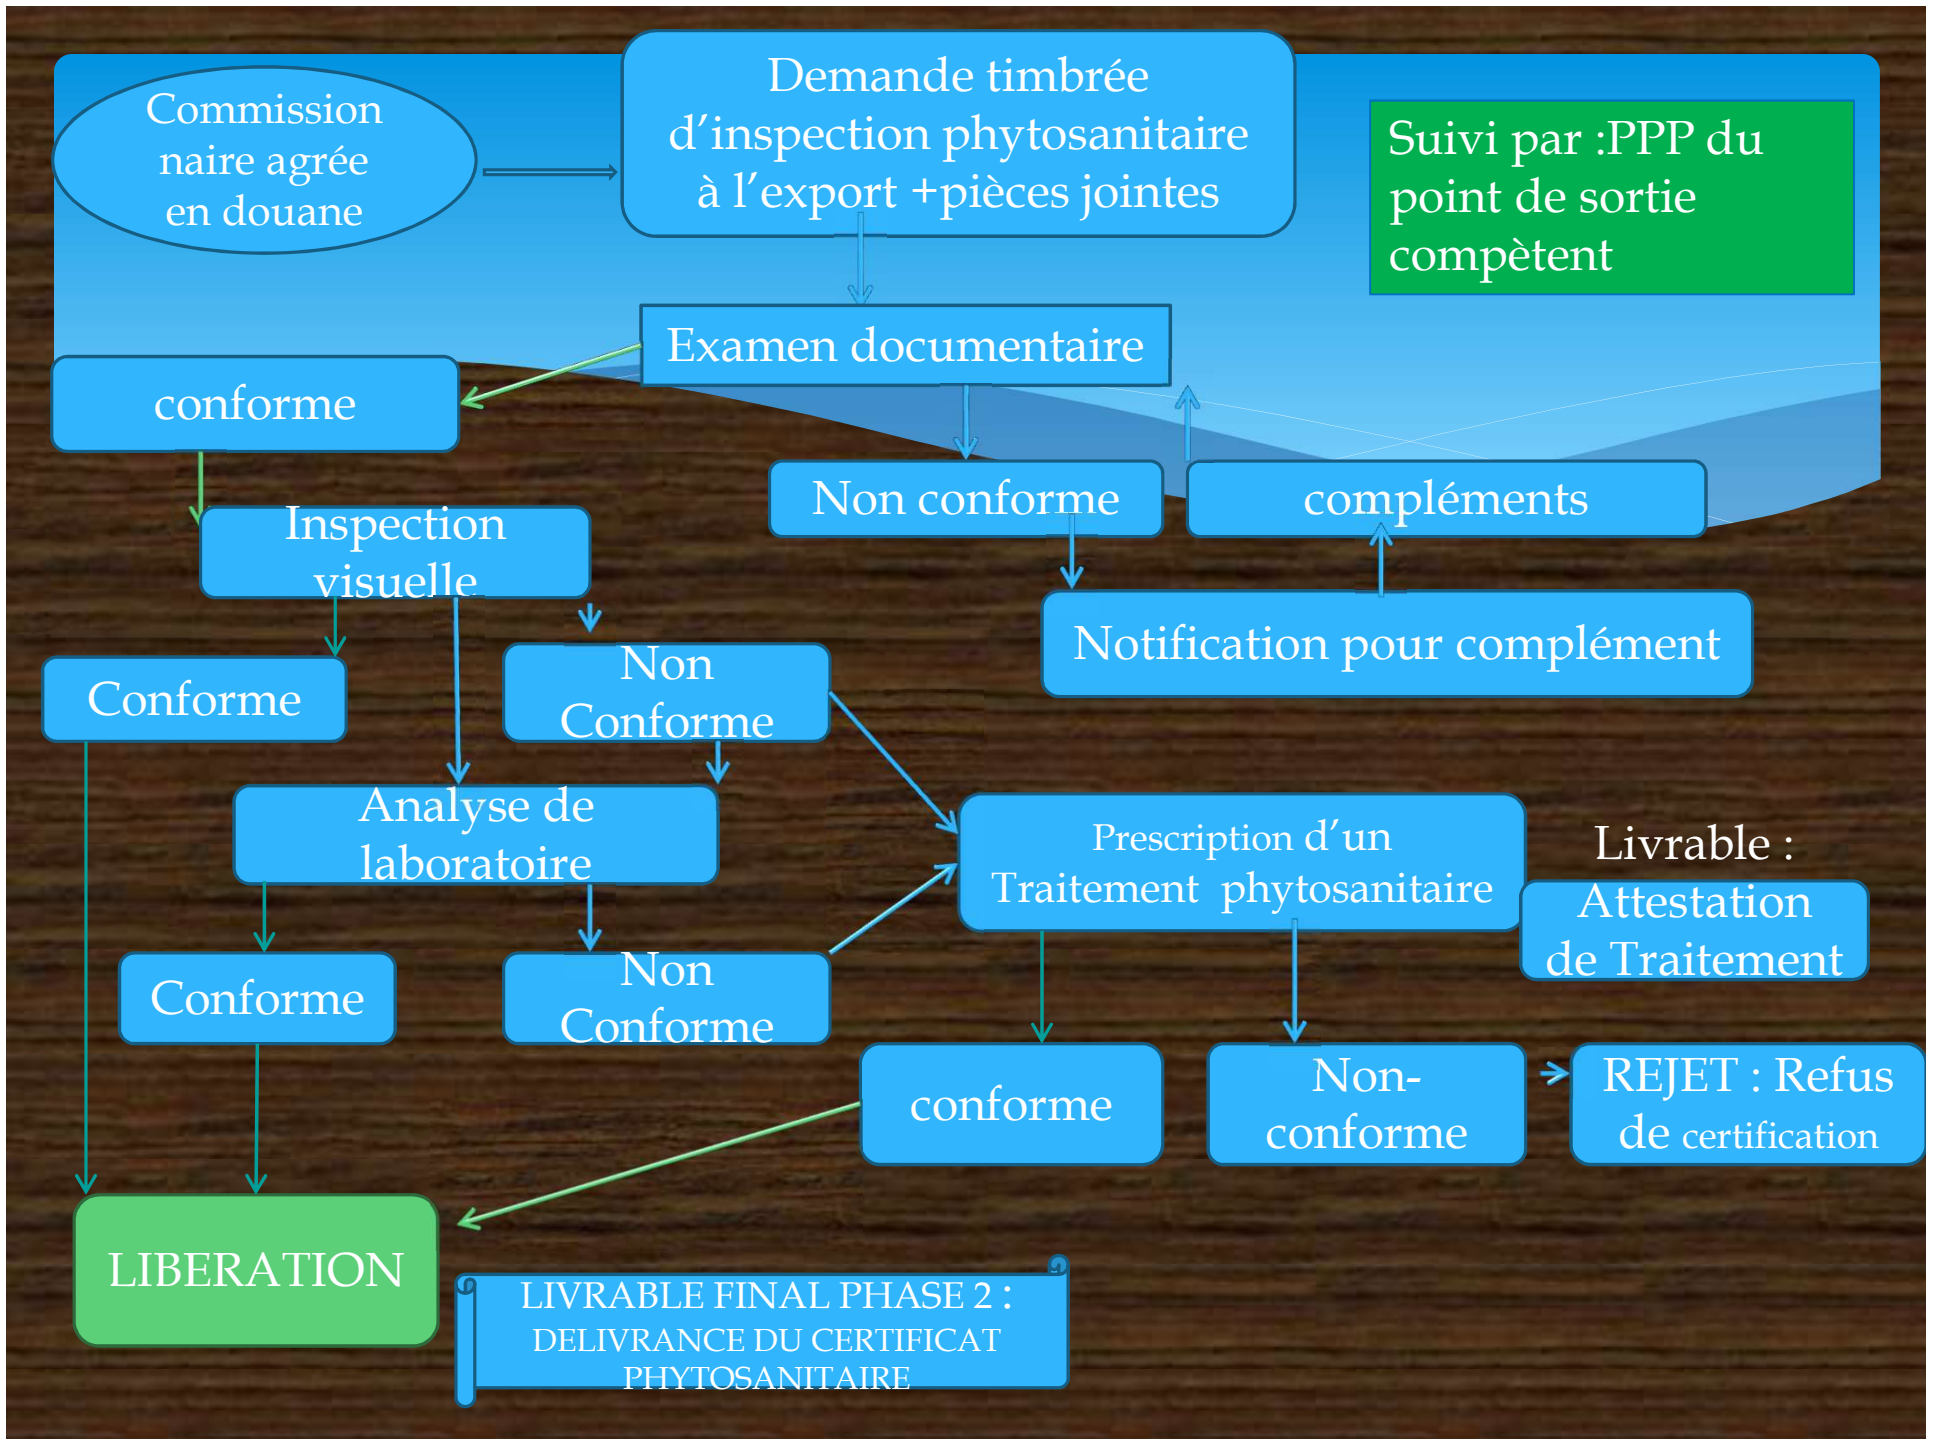 Commission
naire agrée
en douane
Demande timbrée
d’inspection phytosanitaire
à l’export +pièces jointes
Suivi par :PPP du
point de sortie
compètent
Examen documentaire
conforme
Non conforme
compléments
Inspection
visuelle
Notification pour complément
Conforme
Non
Conforme
Analyse de
laboratoire
Prescription d’un
Traitement phytosanitaire
Livrable :
Attestation
de Traitement
Conforme
Non
Conforme
conforme
Non-
conforme
REJET : Refus
de certification
LIBERATION
LIVRABLE FINAL PHASE 2 :
DELIVRANCE DU CERTIFICAT
PHYTOSANITAIRE